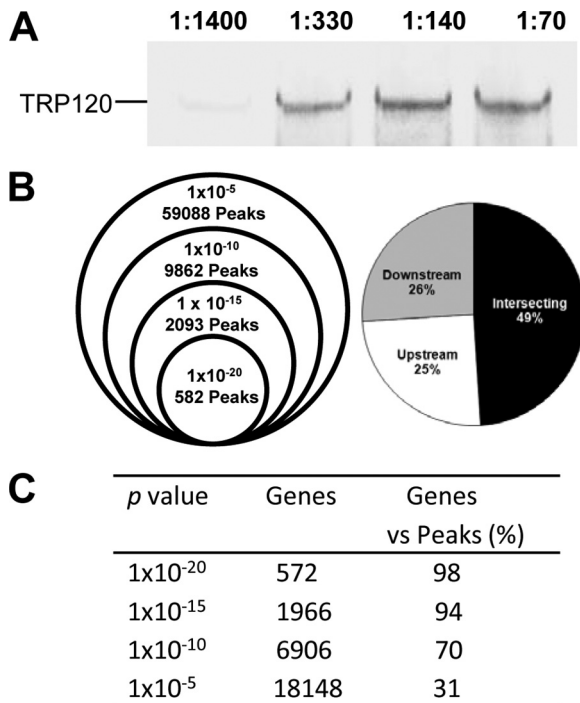 A
1:1400 1:330 1:140 1:70
TRP120
B
1x10⁻⁵
59088 Peaks
1x10⁻¹⁰
9862 Peaks
1 x 10⁻¹⁵
2093 Peaks
1x10⁻²⁰
582 Peaks
Downstream
26%
Intersecting
49%
Upstream
25%
C
p value Genes Genes
vs Peaks (%)
1x10⁻²⁰ 572 98
1x10⁻¹⁵ 1966 94
1x10⁻¹⁰ 6906 70
1x10⁻⁵ 18148 31